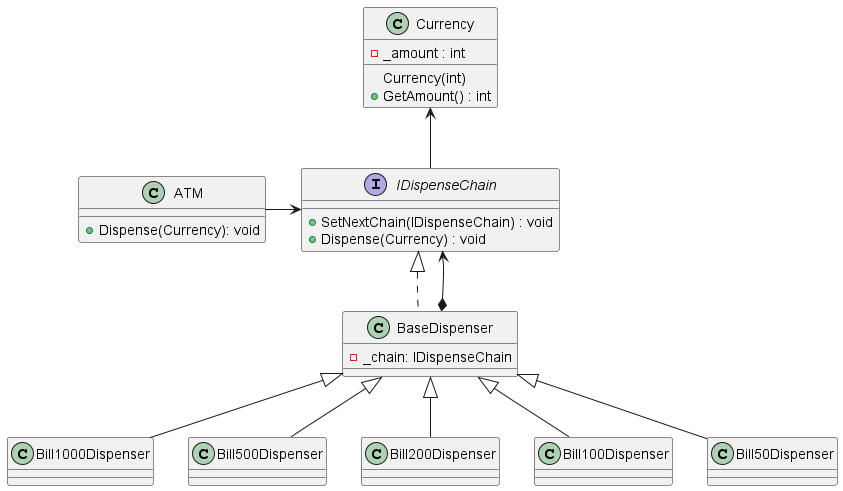 C Currency
_amount : int
Currency(int)
GetAmount() : int
C ATM
Dispense(Currency): void
I IDispenseChain
SetNextChain(IDispenseChain) : void
Dispense(Currency) : void
C BaseDispenser
_chain: IDispenseChain
C Bill1000Dispenser
C Bill500Dispenser
C Bill200Dispenser
C Bill100Dispenser
C Bill50Dispenser